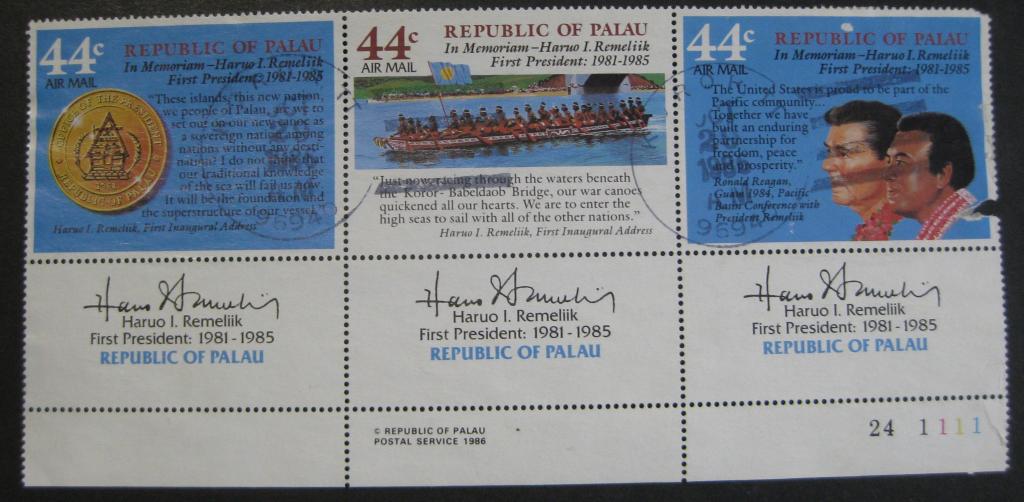 44c
AIR MAIL
REPUBLIC OF PALAU
In Memoriam-Haruo I. Remeliik
First President: 1981-1985
"These islands, this new nation,
we people of Palau, are we to
set out on our new canoe as
a sovereign nation among
nations without any desti-
nation? I do not think that
our traditional knowledge
of the sea will fail us now.
It will be the foundation and
the superstructure of our vessel."
Haruo I. Remeliik, First Inaugural Address
OFFICE OF THE PRESIDENT
REPUBLIC OF PALAU
44c
AIR MAIL
REPUBLIC OF PALAU
In Memoriam-Haruo I. Remeliik
First President: 1981-1985
"Just now, racing through the waters beneath
the Koror-Babeldaob Bridge, our war canoes
quickened all our hearts. We are to enter the
high seas to sail with all of the other nations."
Haruo I. Remeliik, First Inaugural Address
44c
AIR MAIL
REPUBLIC OF PALAU
In Memoriam-Haruo I. Remeliik
First President: 1981-1985
"The United States is proud to be part of the
Pacific community...
Together we have
built an enduring
partnership for
freedom, peace
and prosperity."
Ronald Reagan,
Guam 1984, Pacific
Basin Conference with
President Remeliik
9694
9694
Haruo I. Remeliik
First President: 1981-1985
REPUBLIC OF PALAU
Haruo I. Remeliik
First President: 1981-1985
REPUBLIC OF PALAU
Haruo I. Remeliik
First President: 1981-1985
REPUBLIC OF PALAU
© REPUBLIC OF PALAU
POSTAL SERVICE 1986
24 1111